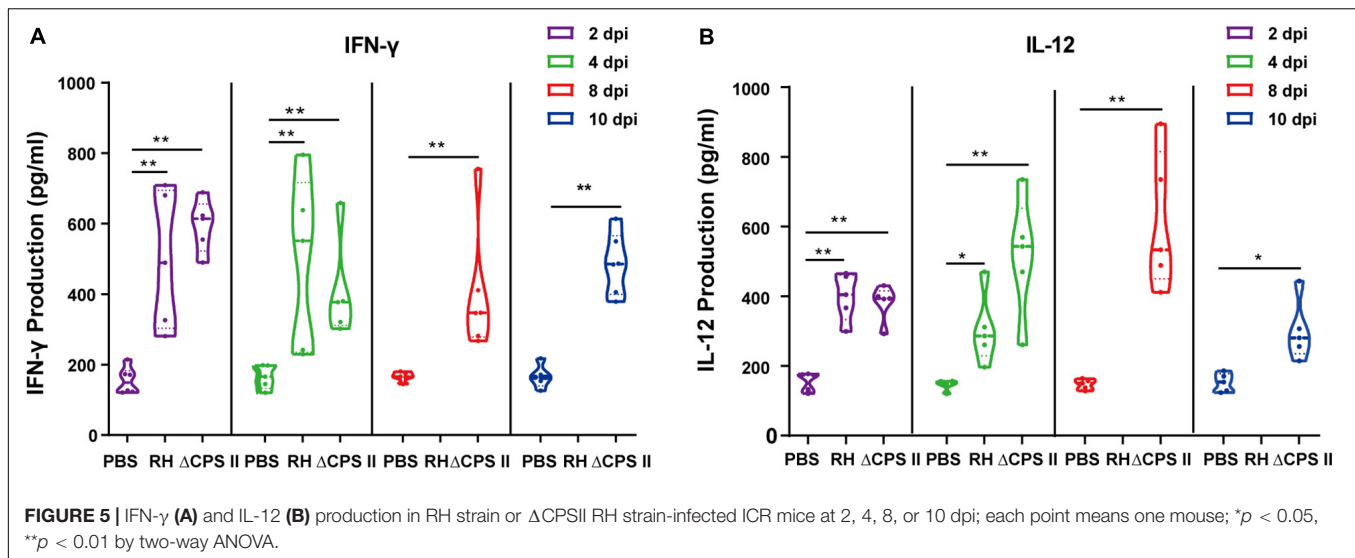 A
IFN-γ
2 dpi
4 dpi
8 dpi
10 dpi
IFN-γ Production (pg/ml)
1000
800
600
400
200
0
**
**
**
**
**
**
PBS RH ΔCPS II PBS RH ΔCPS II PBS RH ΔCPS II PBS RH ΔCPS II
B
IL-12
2 dpi
4 dpi
8 dpi
10 dpi
IL-12 Production (pg/ml)
1000
800
600
400
200
0
**
**
**
*
**
*
PBS RH ΔCPS II PBS RH ΔCPS II PBS RHΔCPS II PBS RH ΔCPS II
FIGURE 5 | IFN-γ (A) and IL-12 (B) production in RH strain or ΔCPSII RH strain-infected ICR mice at 2, 4, 8, or 10 dpi; each point means one mouse; *p < 0.05,
**p < 0.01 by two-way ANOVA.